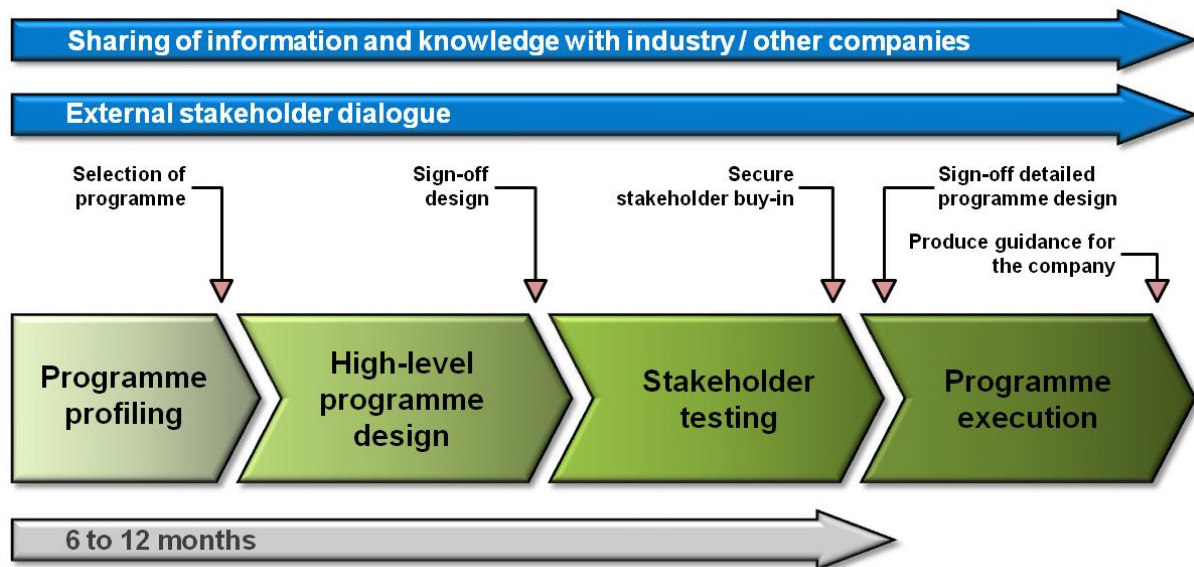 Sharing of information and knowledge with industry / other companies
External stakeholder dialogue
Selection of
programme
Sign-off
design
Secure
stakeholder buy-in
Sign-off detailed
programme design
Produce guidance for
the company
Programme
profiling
High-level
programme
design
Stakeholder
testing
Programme
execution
6 to 12 months